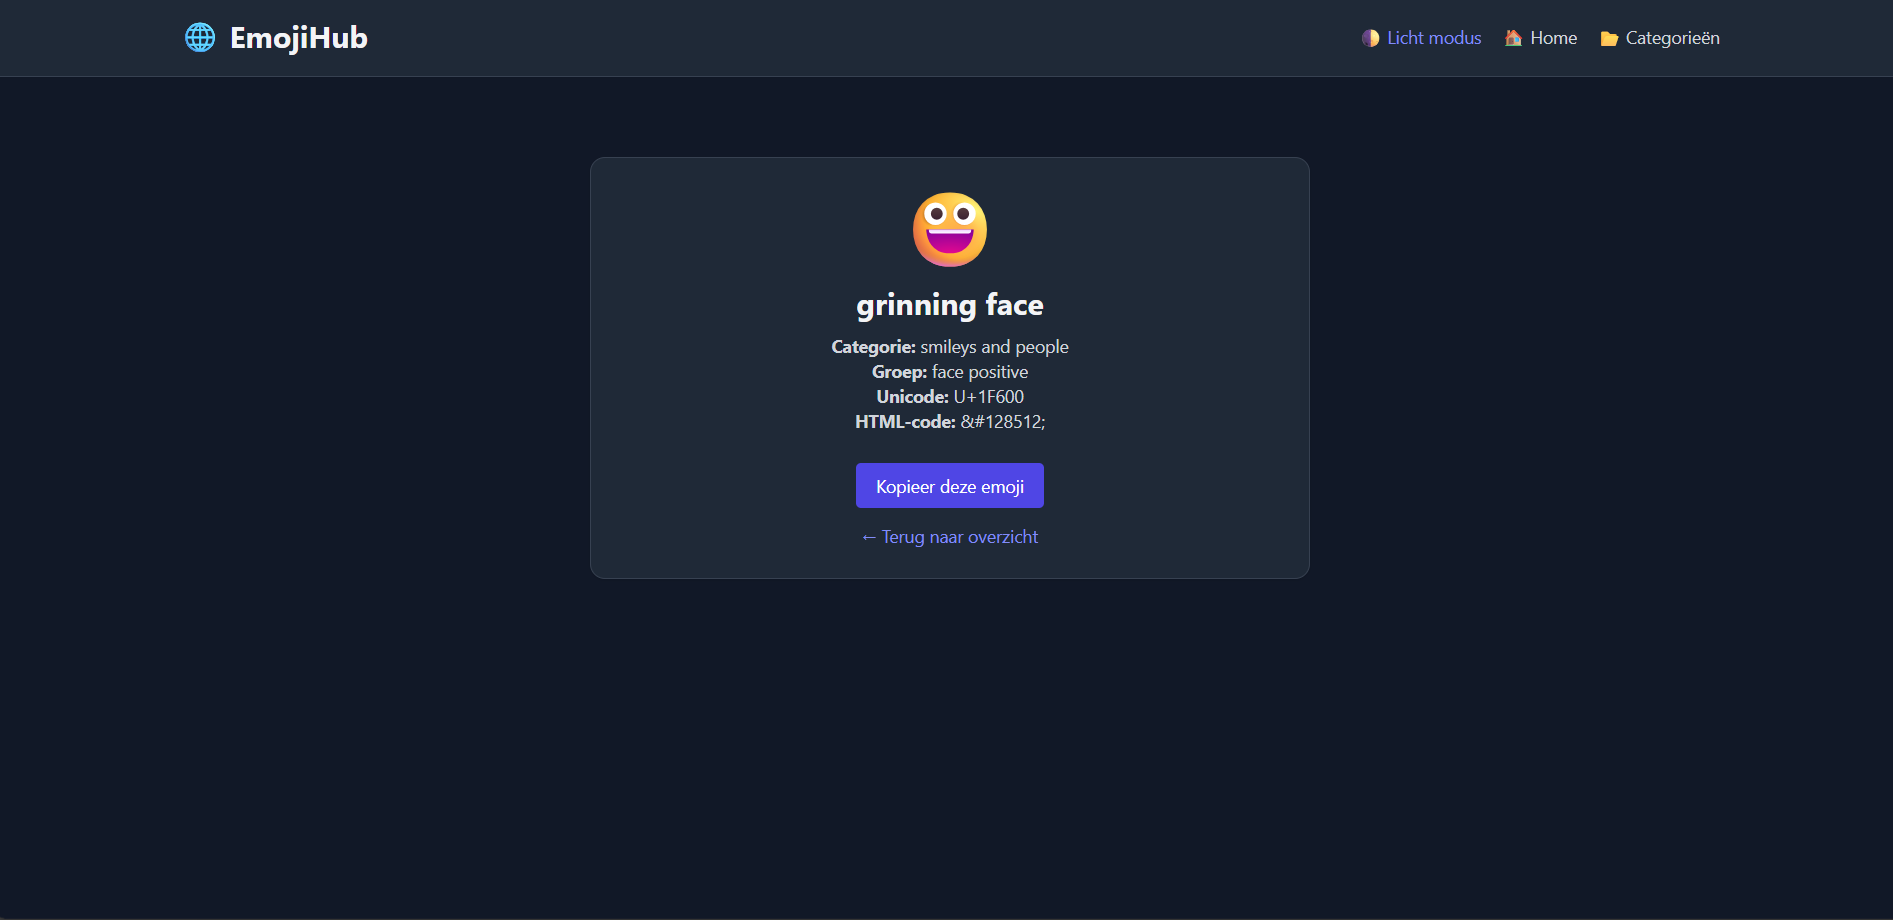 EmojiHub
Licht modus Home Categorieën
grinning face
Categorie: smileys and people
Groep: face positive
Unicode: U+1F600
HTML-code: &#128512;
Kopieer deze emoji
← Terug naar overzicht